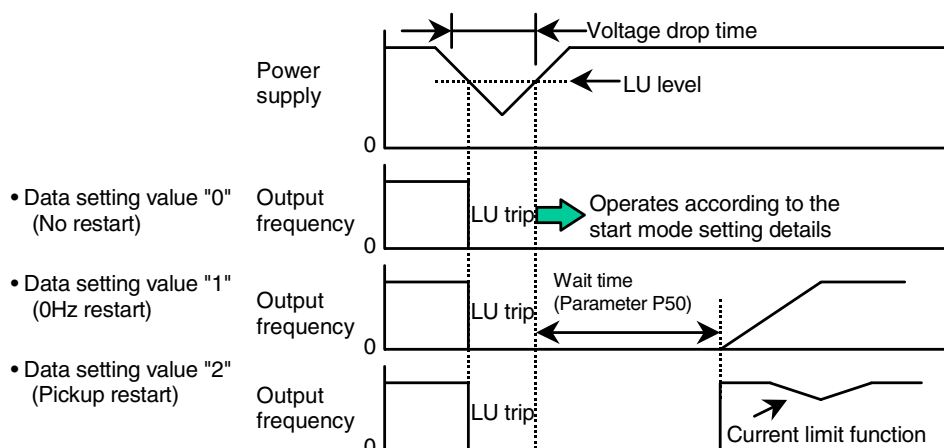 Voltage drop time
Power
supply
LU level
0
• Data setting value "0"
(No restart)
Output
frequency
LU trip
Operates according to the
start mode setting details
0
• Data setting value "1"
(0Hz restart)
Output
frequency
LU trip
Wait time
(Parameter P50)
0
• Data setting value "2"
(Pickup restart)
Output
frequency
LU trip
Current limit function
0